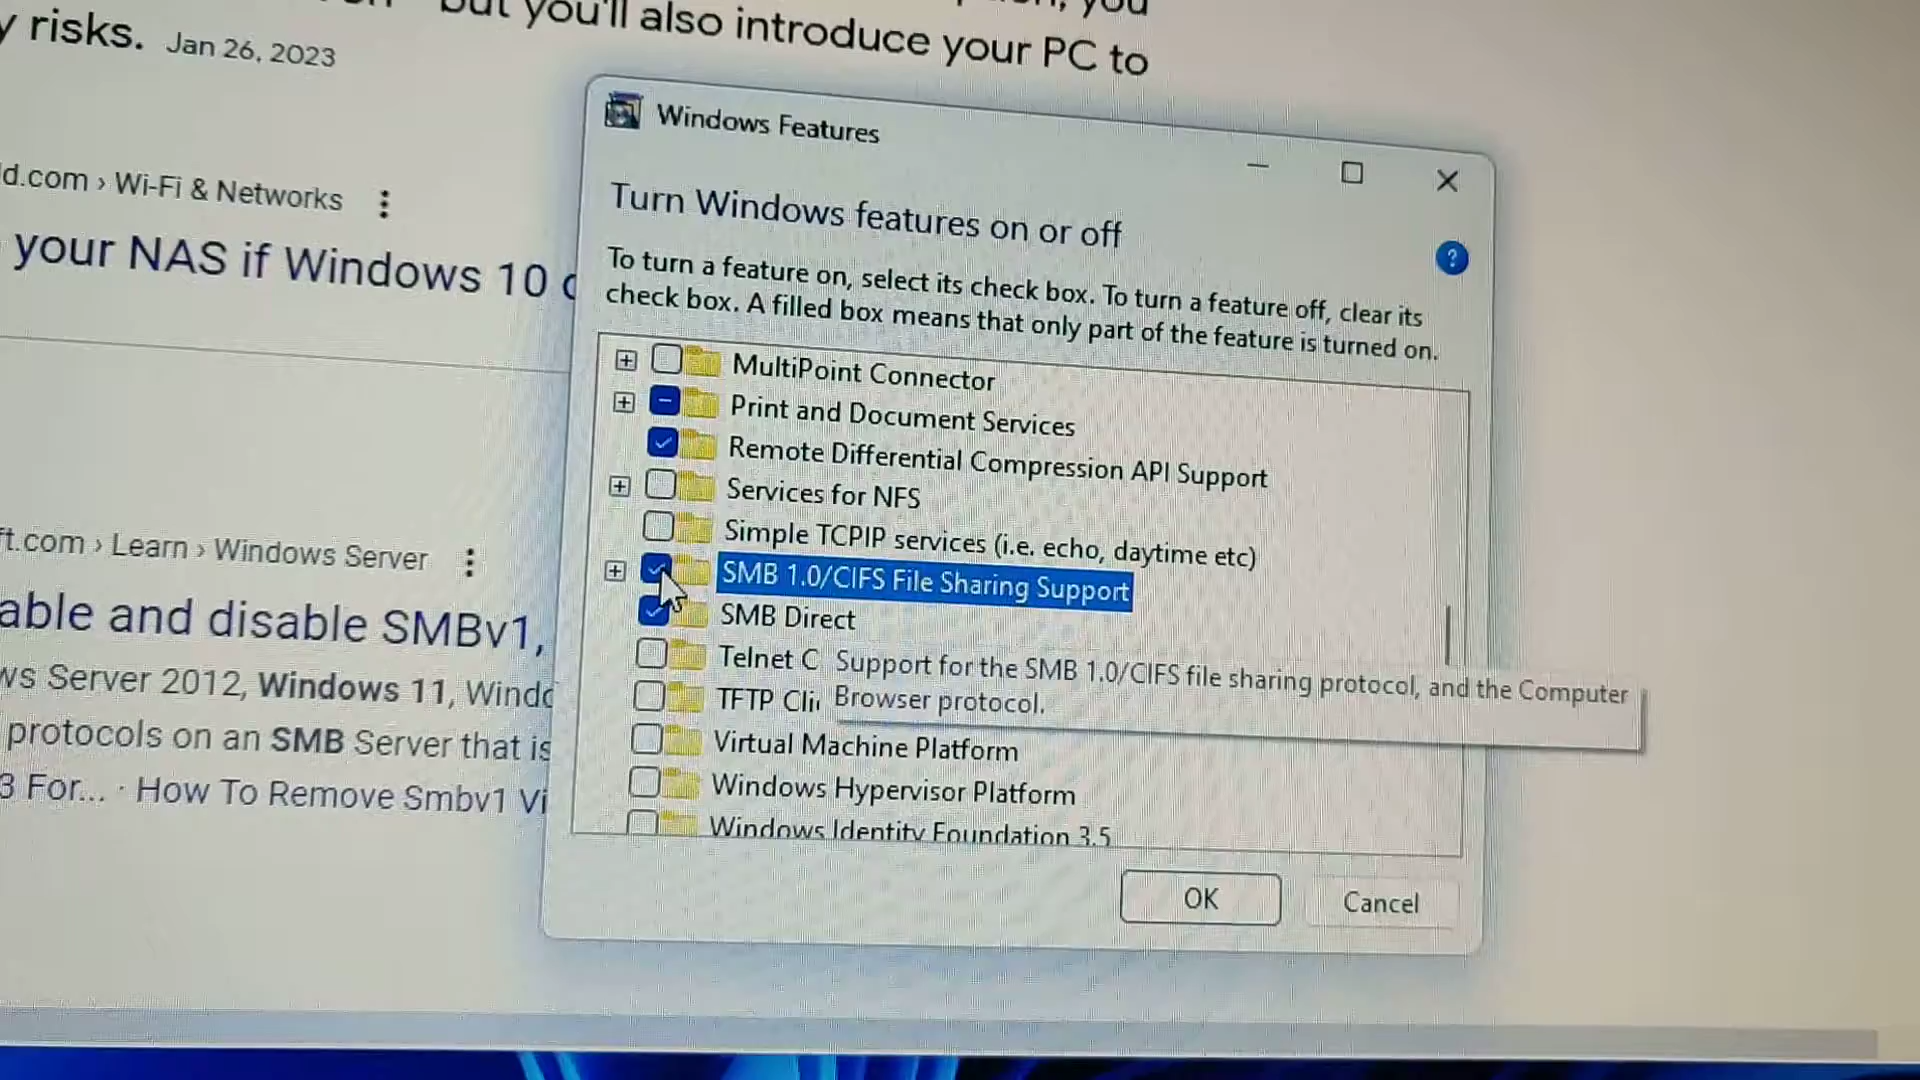 but you'll also introduce your PC to
y risks. Jan 26, 2023
d.com › Wi-Fi & Networks
your NAS if Windows 10
ft.com › Learn › Windows Server
able and disable SMBv1,
ws Server 2012, Windows 11, Windo
protocols on an SMB Server that is
3 For... · How To Remove Smbv1 Vi
Windows Features
Turn Windows features on or off
?
To turn a feature on, select its check box. To turn a feature off, clear its
check box. A filled box means that only part of the feature is turned on.
MultiPoint Connector
Print and Document Services
Remote Differential Compression API Support
Services for NFS
Simple TCPIP services (i.e. echo, daytime etc)
SMB 1.0/CIFS File Sharing Support
SMB Direct
Telnet C
TFTP Cli
Support for the SMB 1.0/CIFS file sharing protocol, and the Computer
Browser protocol.
Virtual Machine Platform
Windows Hypervisor Platform
Windows Identity Foundation 3.5
OK
Cancel